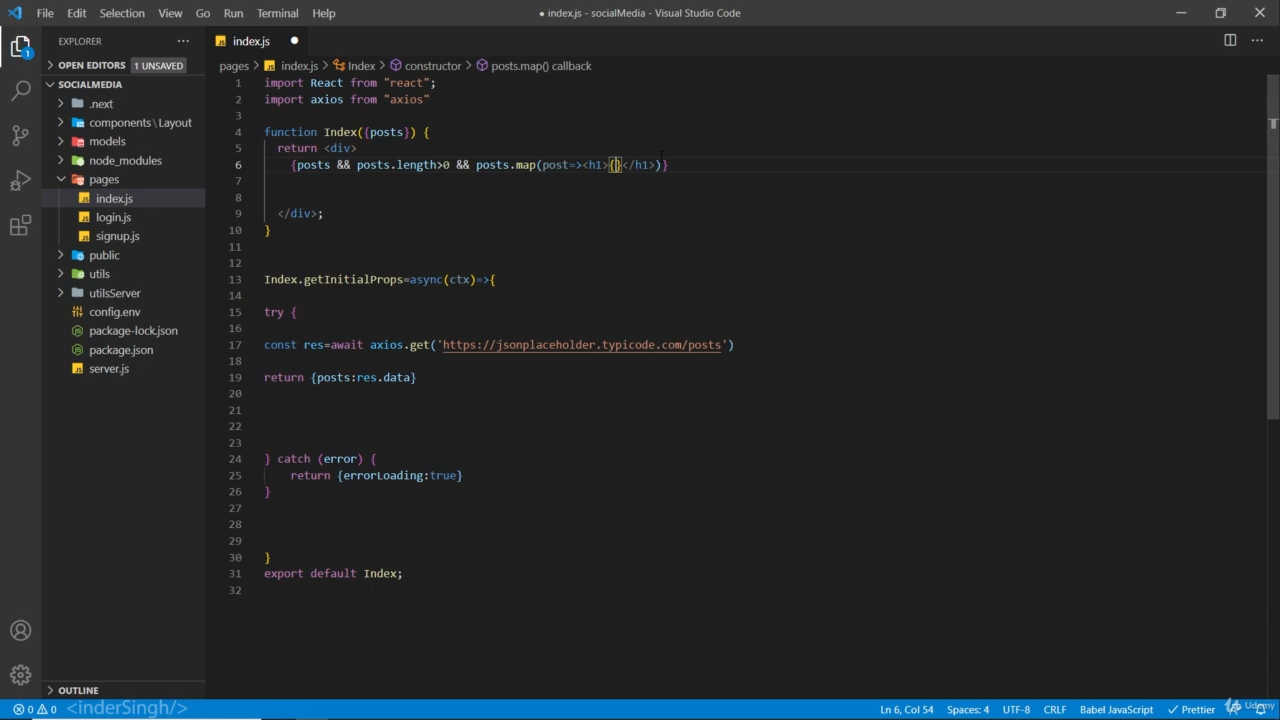 File Edit Selection View Go Run Terminal Help
● index.js - socialMedia - Visual Studio Code
EXPLORER
index.js
OPEN EDITORS 1 UNSAVED
pages > index.js > Index > constructor > posts.map() callback
SOCIALMEDIA
.next
components \ Layout
models
node_modules
pages
index.js
login.js
signup.js
public
utils
utilsServer
config.env
package-lock.json
package.json
server.js
OUTLINE
1 import React from "react";
2 import axios from "axios"
3
4 function Index({posts}) {
5 return <div>
6 {posts && posts.length>0 && posts.map(post=><h1>{}</h1>)}
7
8
9 </div>;
10 }
11
12
13 Index.getInitialProps=async(ctx)=>{
14
15 try {
16
17 const res=await axios.get('https://jsonplaceholder.typicode.com/posts')
18
19 return {posts:res.data}
20
21
22
23
24 } catch (error) {
25 return {errorLoading:true}
26 }
27
28
29
30 }
31 export default Index;
32
1
0 0 <inderSingh/>
Ln 6, Col 54 Spaces: 4 UTF-8 CRLF Babel JavaScript Prettier
Udemy